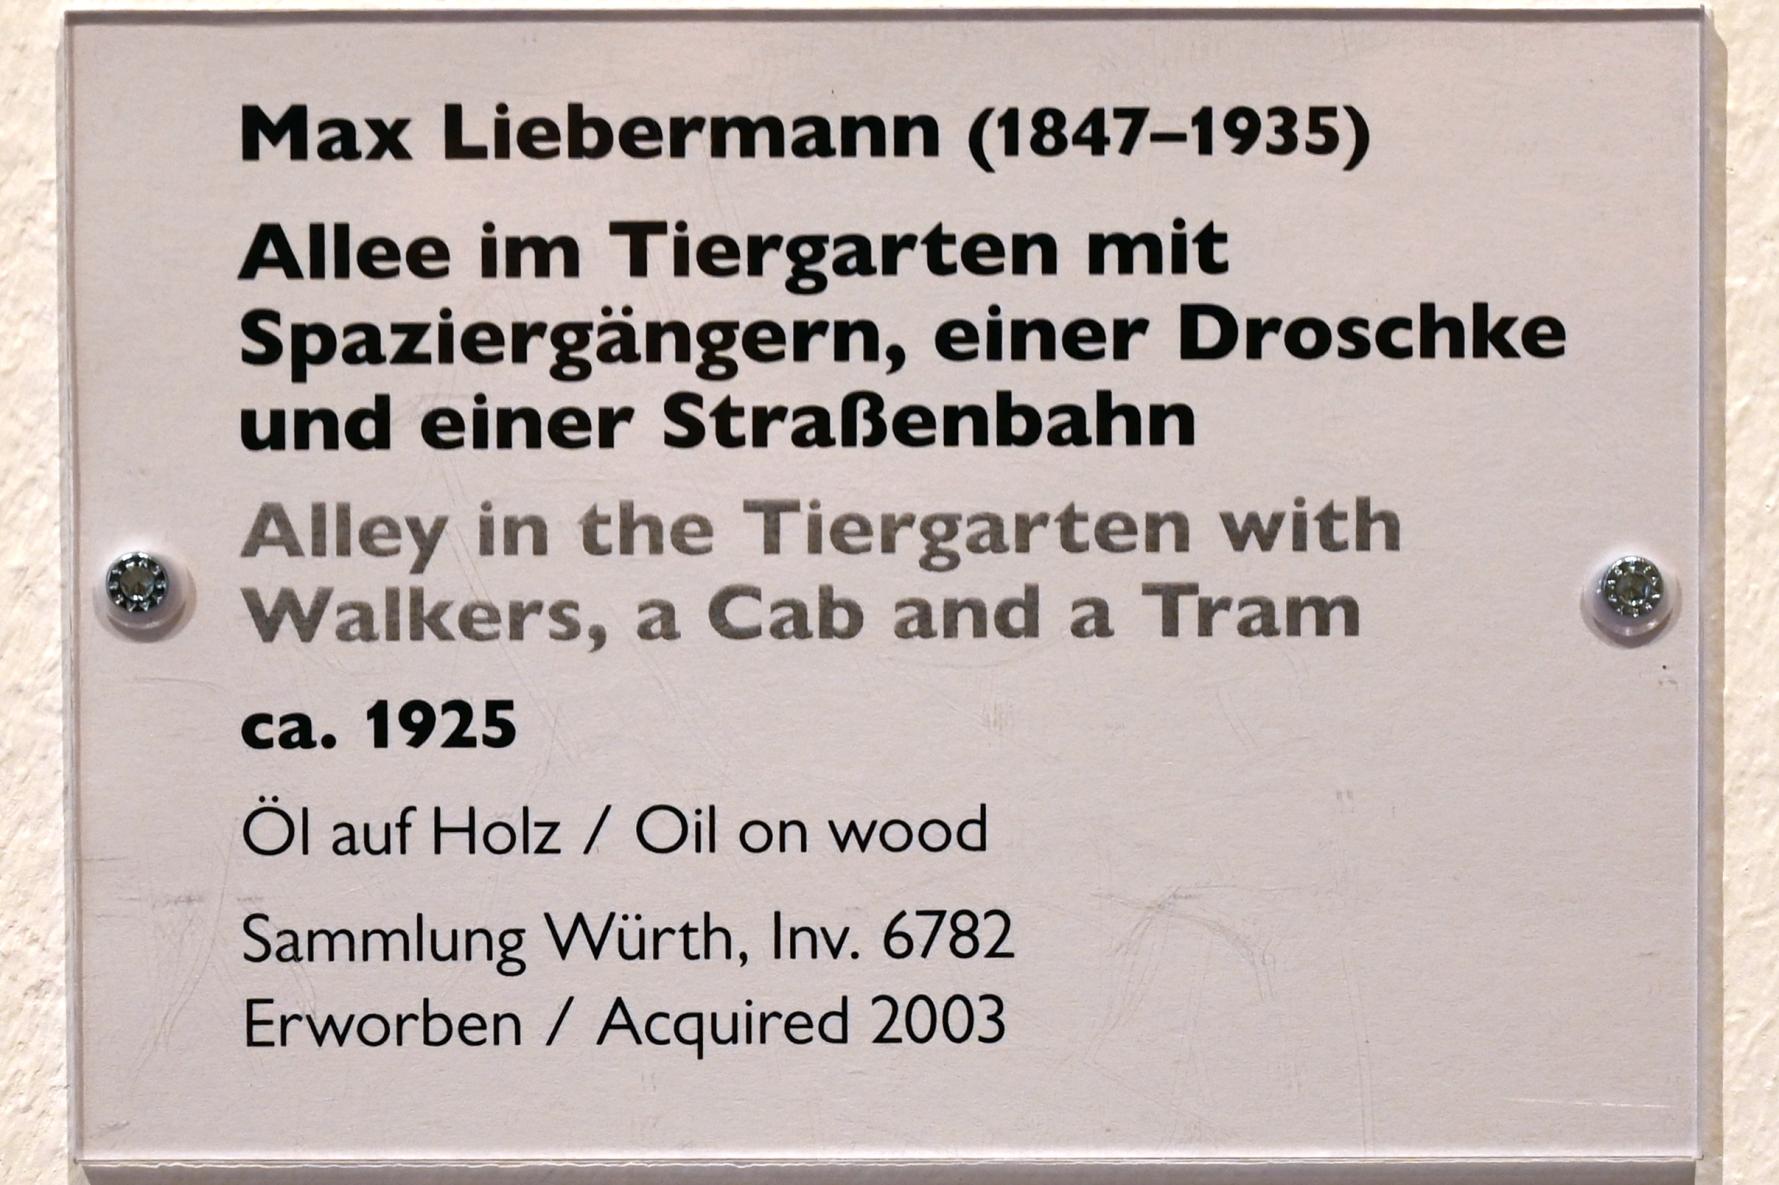 Max Liebermann (1847–1935)
Allee im Tiergarten mit
Spaziergängern, einer Droschke
und einer Straßenbahn
Alley in the Tiergarten with
Walkers, a Cab and a Tram
ca. 1925
Öl auf Holz / Oil on wood
Sammlung Würth, Inv. 6782
Erworben / Acquired 2003